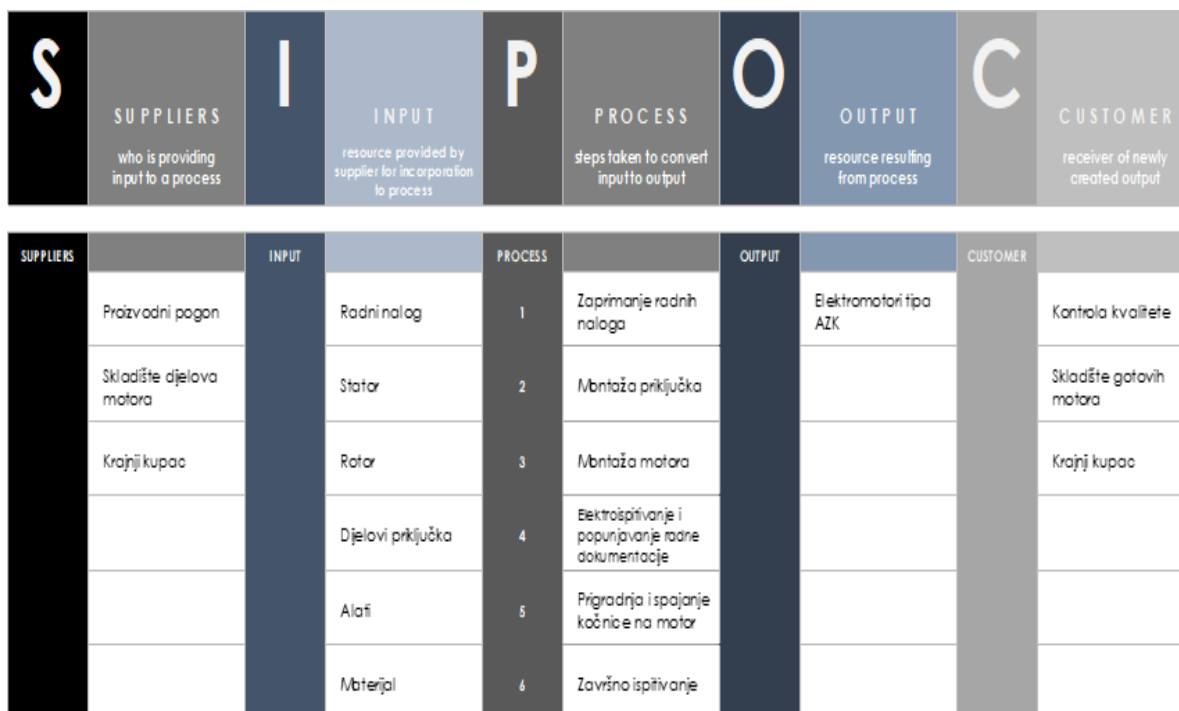 S
SUPPLIERS
who is providing
input to a process
I
INPUT
resource provided by
supplier for incorporation
to process
P
PROCESS
steps taken to convert
input to output
O
OUTPUT
resource resulting
from process
C
CUSTOMER
receiver of newly
created output
SUPPLIERS
INPUT
PROCESS
OUTPUT
CUSTOMER
Proizvodni pogon
Radni nalog
1
Zaprimanje radnih
naloga
Elektromotori tipa
AZK
Kontrola kvalitete
Skladište djelova
motora
Stator
2
Montaža priključka
Skladšte gotovih
motora
Krajnji kupac
Rotor
3
Montaža motora
Krajnji kupac
Dijelovi priključka
4
Elektroispitivanje i
popunjavanje radne
dokumentacije
Alati
5
Prigradnja i spajanje
kočnice na motor
Materijal
6
Završno ispitivanje